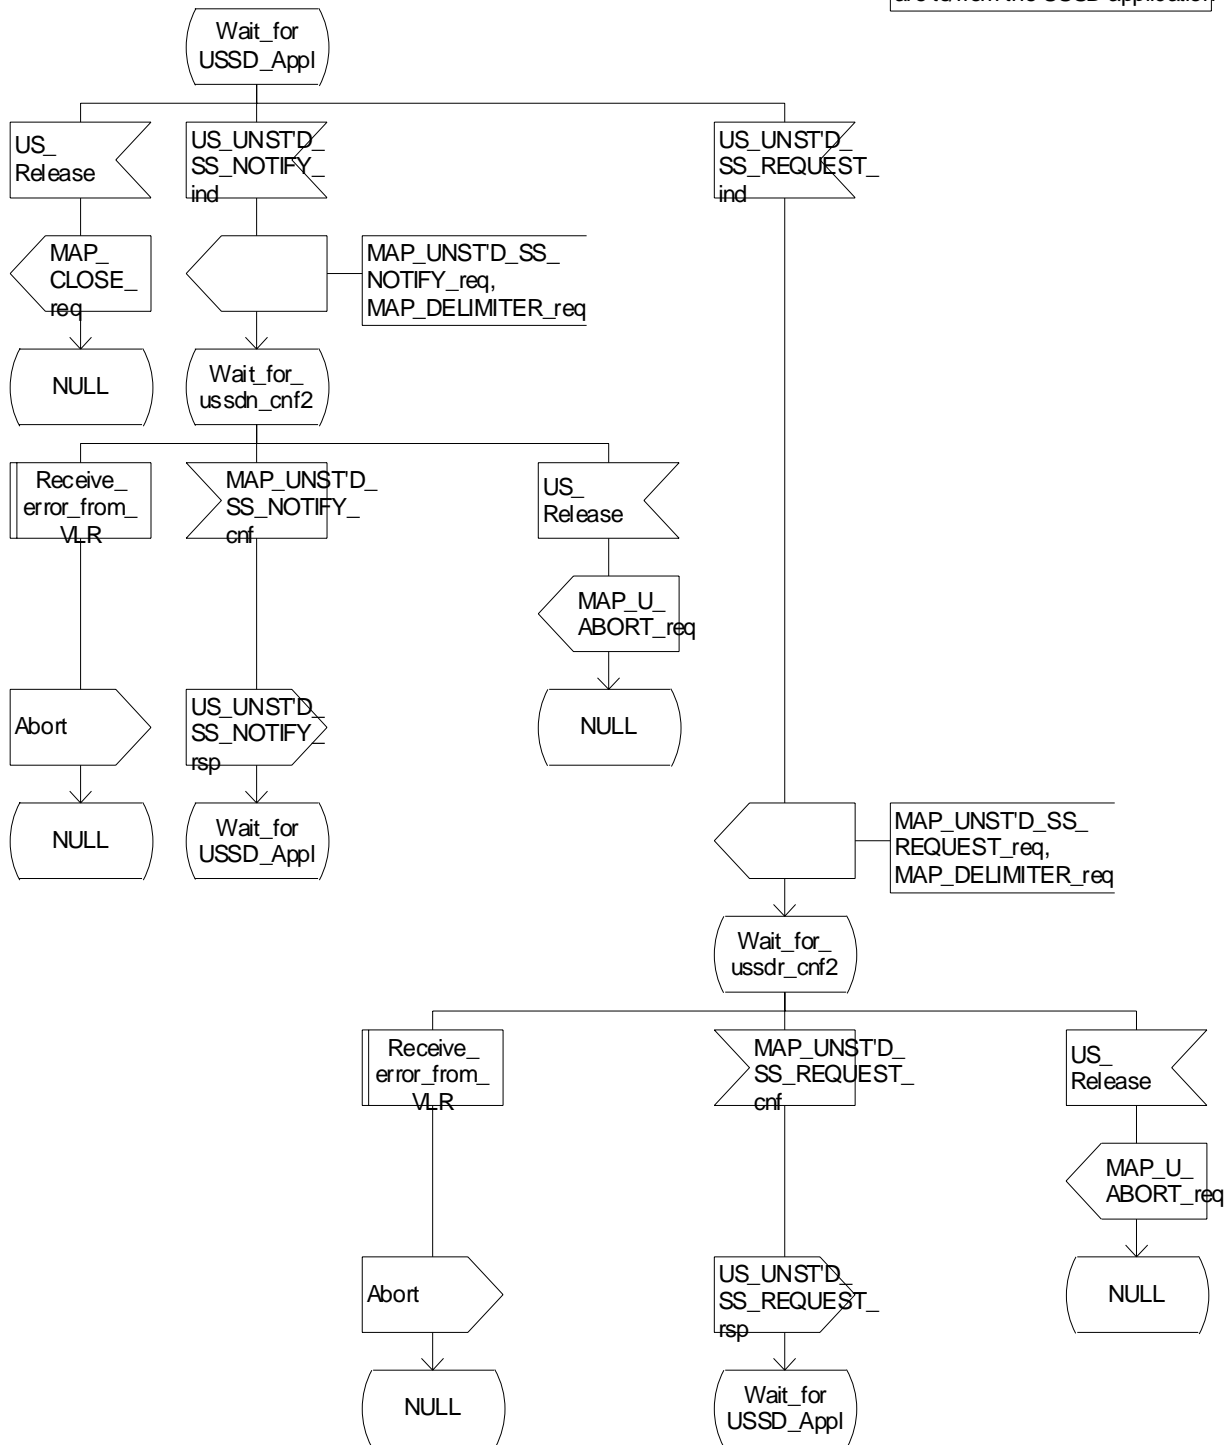 are to/from the USSD application
Wait_for
USSD_Appl
US_
Release
US_UNST'D_
SS_NOTIFY_
ind
US_UNST'D_
SS_REQUEST_
ind
MAP_
CLOSE_
req
MAP_UNST'D_SS_
NOTIFY_req,
MAP_DELIMITER_req
NULL
Wait_for_
ussdn_cnf2
Receive_
error_from_
VLR
MAP_UNST'D_
SS_NOTIFY_
cnf
US_
Release
MAP_U_
ABORT_req
Abort
US_UNST'D_
SS_NOTIFY_
rsp
NULL
NULL
Wait_for
USSD_Appl
MAP_UNST'D_SS_
REQUEST_req,
MAP_DELIMITER_req
Wait_for_
ussdr_cnf2
Receive_
error_from_
VLR
MAP_UNST'D_
SS_REQUEST_
cnf
US_
Release
MAP_U_
ABORT_req
Abort
US_UNST'D_
SS_REQUEST_
rsp
NULL
NULL
Wait_for
USSD_Appl